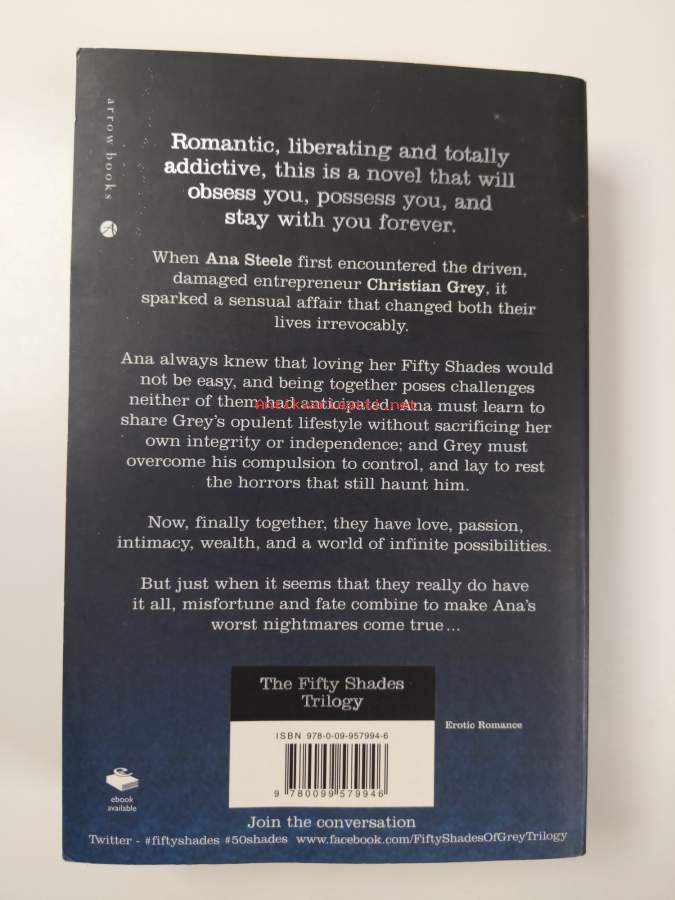 arrow books
Romantic, liberating and totally
addictive, this is a novel that will
obsess you, possess you, and
stay with you forever.
When Ana Steele first encountered the driven,
damaged entrepreneur Christian Grey, it
sparked a sensual affair that changed both their
lives irrevocably.
Ana always knew that loving her Fifty Shades would
not be easy, and being together poses challenges
neither of them had anticipated. Ana must learn to
share Grey's opulent lifestyle without sacrificing her
own integrity or independence; and Grey must
overcome his compulsion to control, and lay to rest
the horrors that still haunt him.
Now, finally together, they have love, passion,
intimacy, wealth, and a world of infinite possibilities.
But just when it seems that they really do have
it all, misfortune and fate combine to make Ana's
worst nightmares come true...
The Fifty Shades
Trilogy
Erotic Romance
ISBN 978-0-09-957994-6
9 780099 579946
ebook
available
Join the conversation
Twitter - #fiftyshades #50shades www.facebook.com/FiftyShadesOfGreyTrilogy